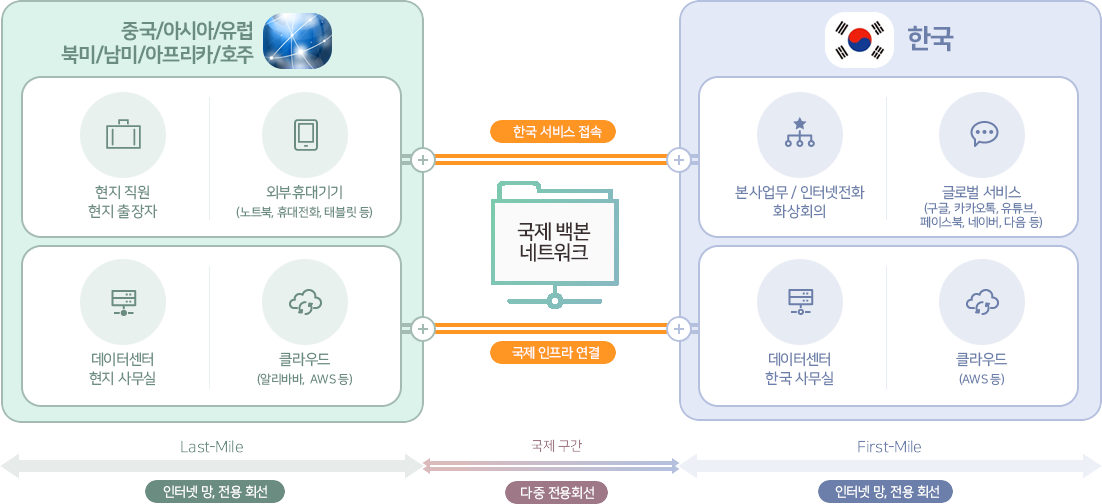 중국/아시아/유럽
북미/남미/아프리카/호주
현지 직원
현지 출장자
외부휴대기기
(노트북, 휴대전화, 태블릿 등)
데이터센터
현지 사무실
클라우드
(알리바바, AWS 등)
한국 서비스 접속
국제 백본
네트워크
국제 인프라 연결
한국
본사업무 / 인터넷전화
화상회의
글로벌 서비스
(구글, 카카오톡, 유튜브,
페이스북, 네이버, 다음 등)
데이터센터
한국 사무실
클라우드
(AWS 등)
Last-Mile
국제 구간
First-Mile
인터넷 망, 전용 회선
다중 전용회선
인터넷 망, 전용 회선